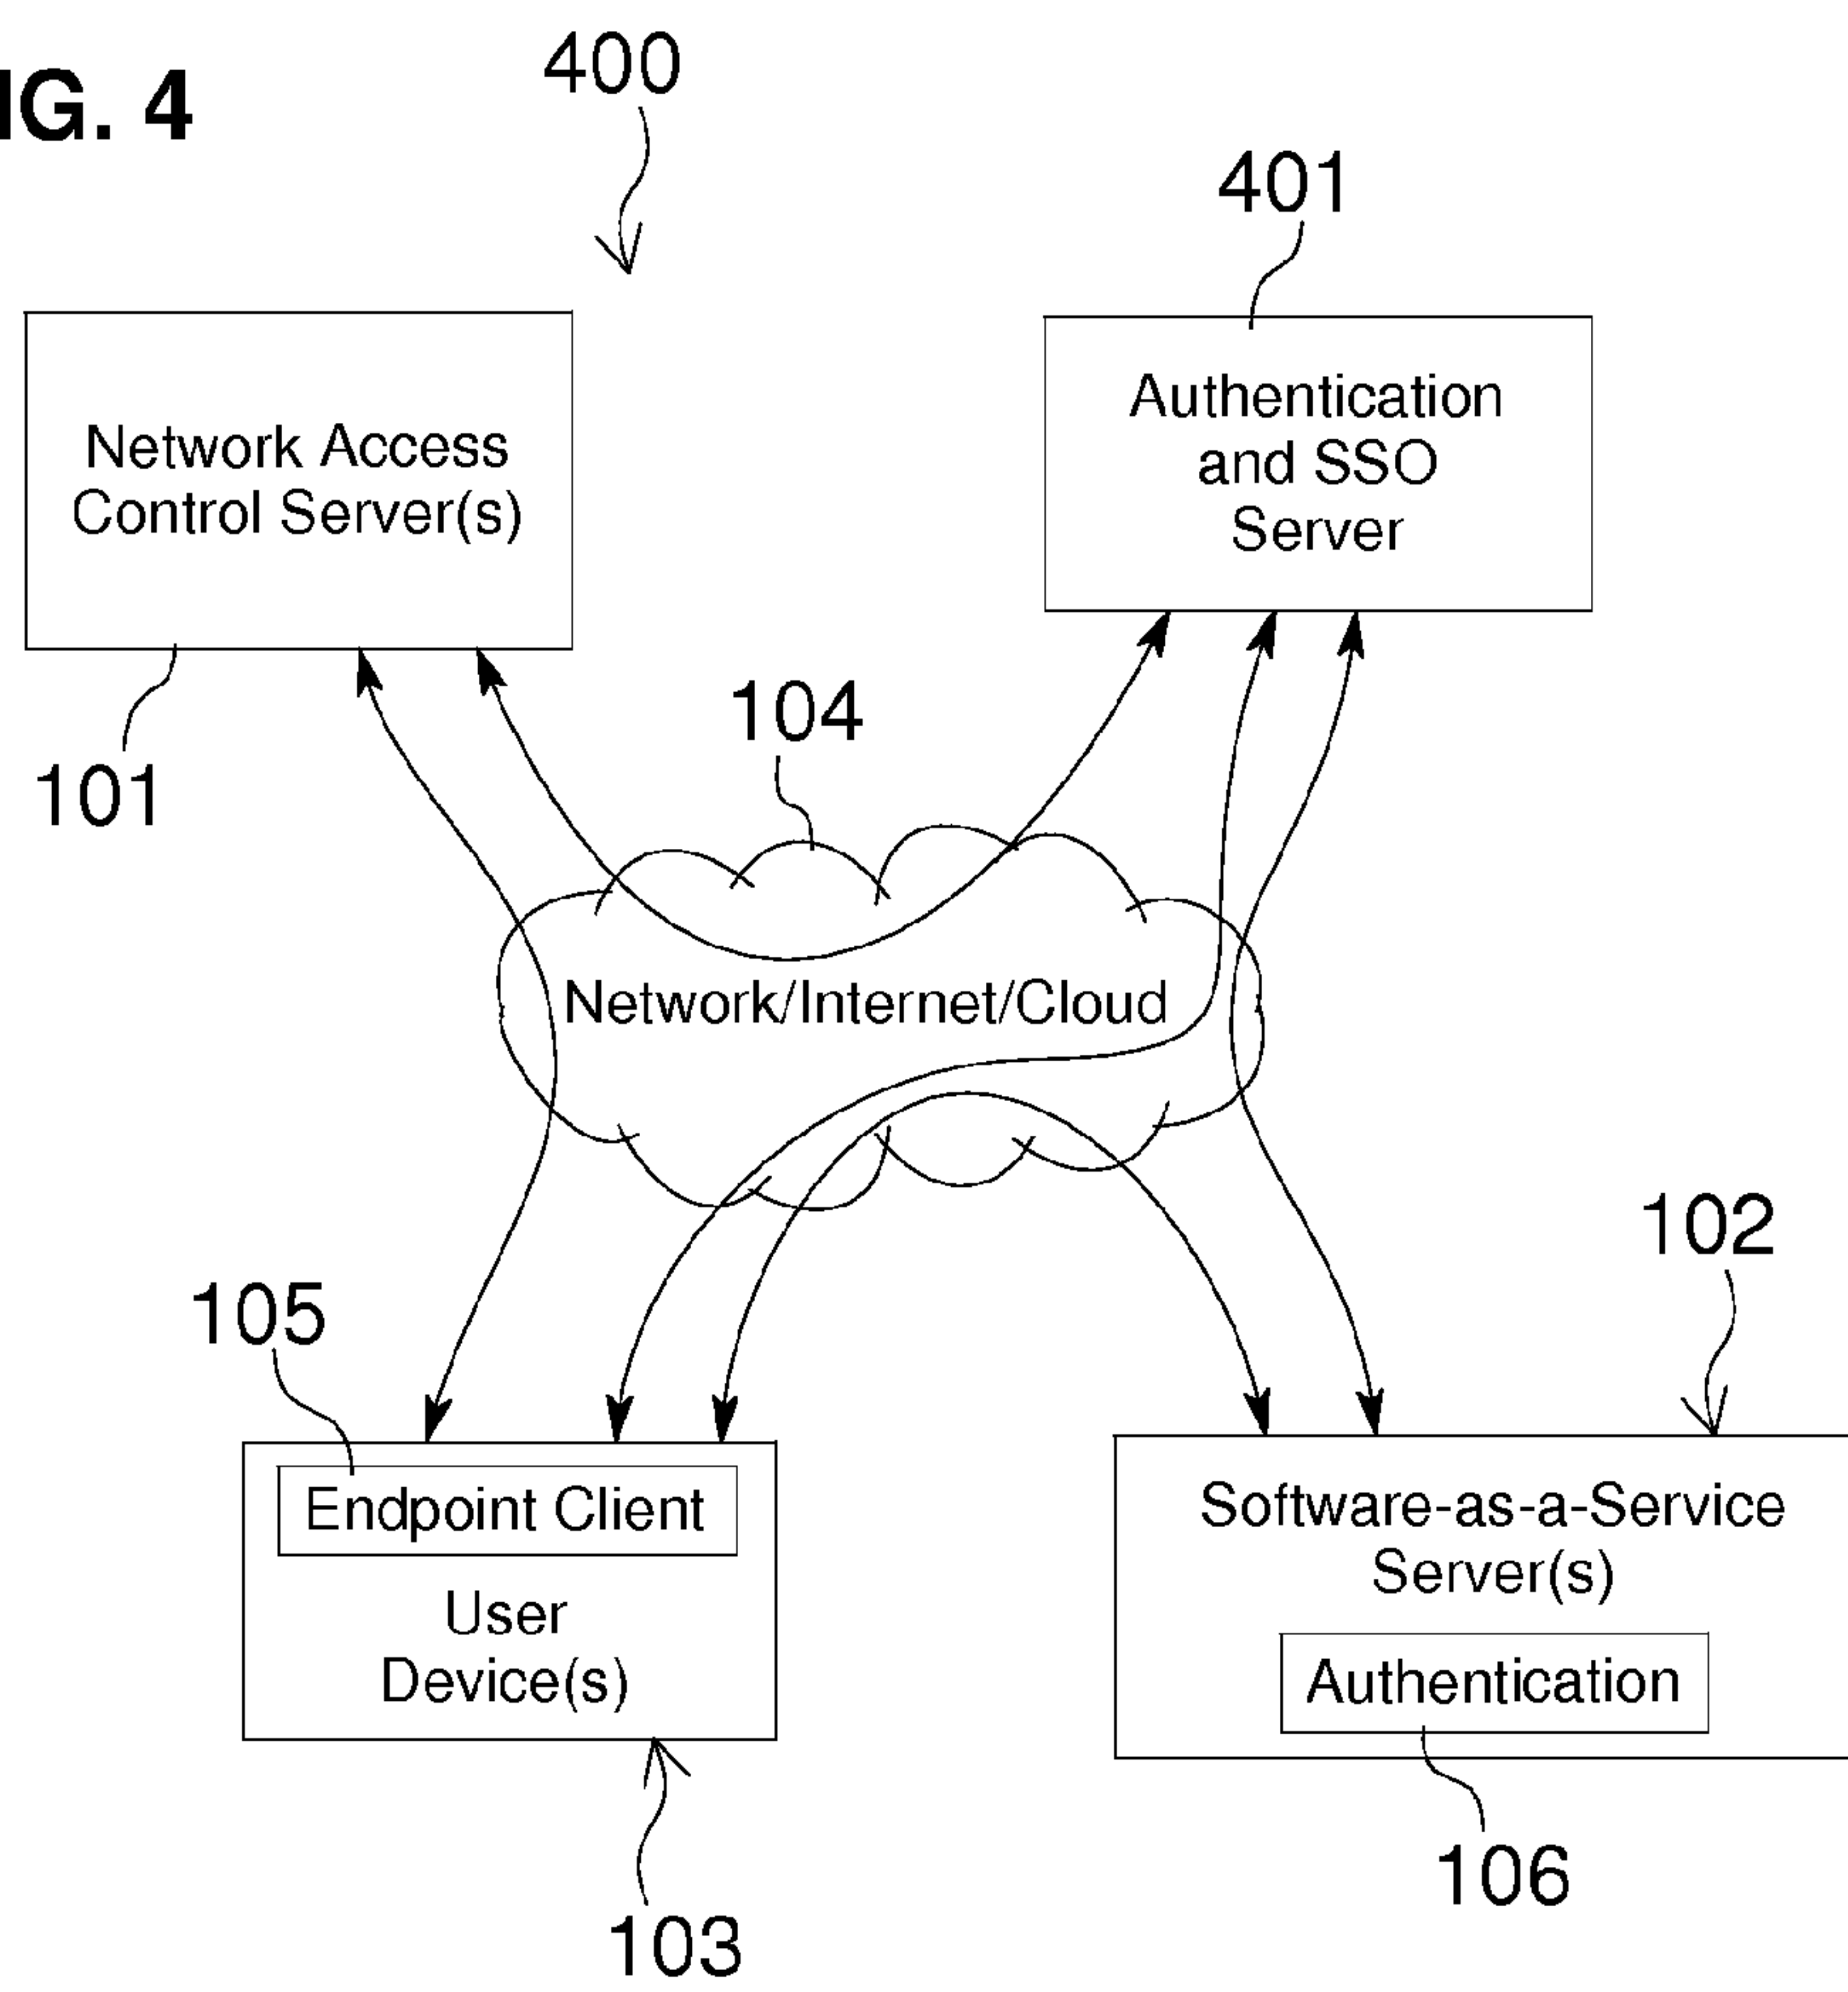 IG. 4
400
401
Network Access
Control Server(s)
Authentication
and SSO
Server
101
104
Network/Internet/Cloud
102
105
Endpoint Client
User
Device(s)
Software-as-a-Service
Server(s)
Authentication
106
103